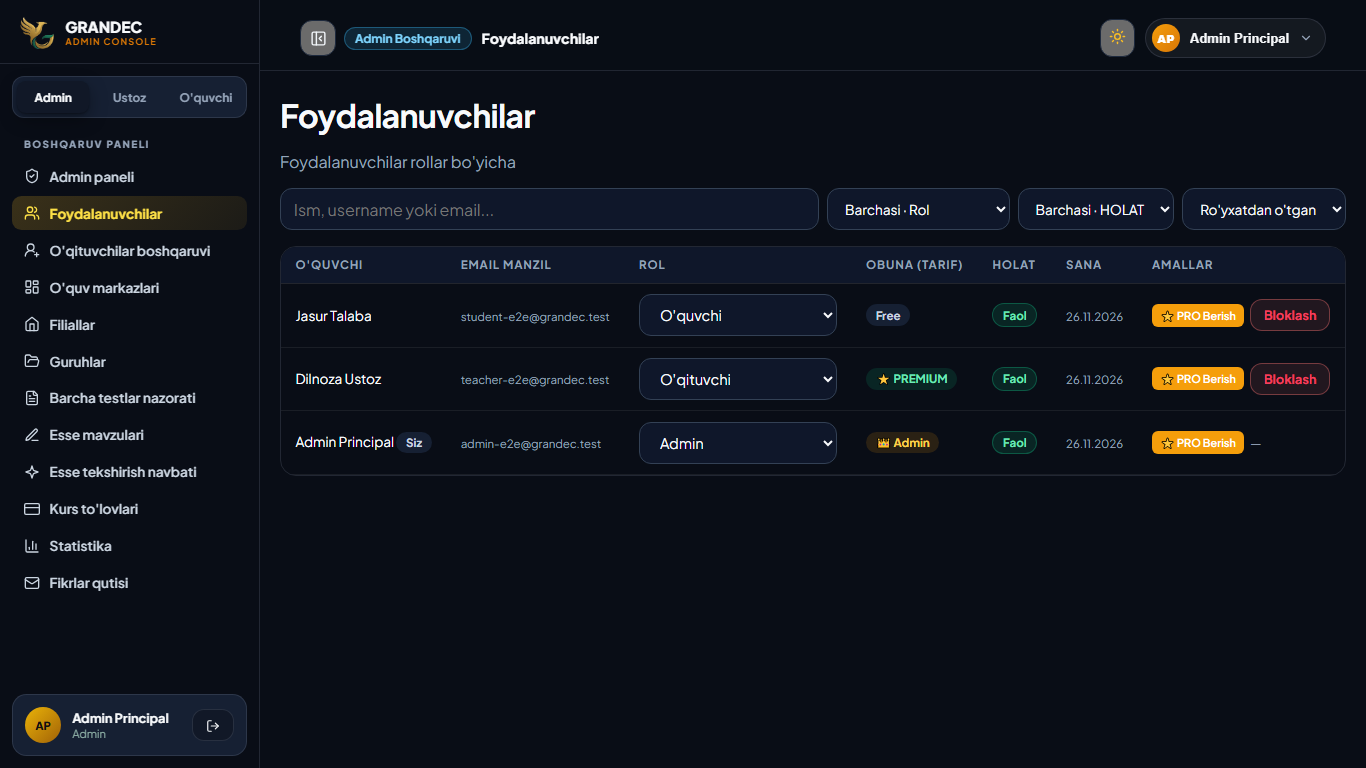 GRANDEC
ADMIN CONSOLE
Admin Boshqaruvi
Foydalanuvchilar
AP
Admin Principal
Admin
Ustoz
O'quvchi
BOSHQARUV PANELI
Admin paneli
Foydalanuvchilar
O'qituvchilar boshqaruvi
O'quv markazlari
Filiallar
Guruhlar
Barcha testlar nazorati
Esse mavzulari
Esse tekshirish navbati
Kurs to'lovlari
Statistika
Fikrlar qutisi
AP
Admin Principal
Admin
Foydalanuvchilar
Foydalanuvchilar rollar bo'yicha
Ism, username yoki email...
Barchasi · Rol
Barchasi · HOLAT
Ro'yxatdan o'tgan
O'QUVCHI EMAIL MANZIL ROL OBUNA (TARIF) HOLAT SANA AMALLAR
Jasur Talaba student-e2e@grandec.test O'quvchi Free Faol 26.11.2026 PRO Berish Bloklash
Dilnoza Ustoz teacher-e2e@grandec.test O'qituvchi PREMIUM Faol 26.11.2026 PRO Berish Bloklash
Admin Principal Siz admin-e2e@grandec.test Admin Admin Faol 26.11.2026 PRO Berish —